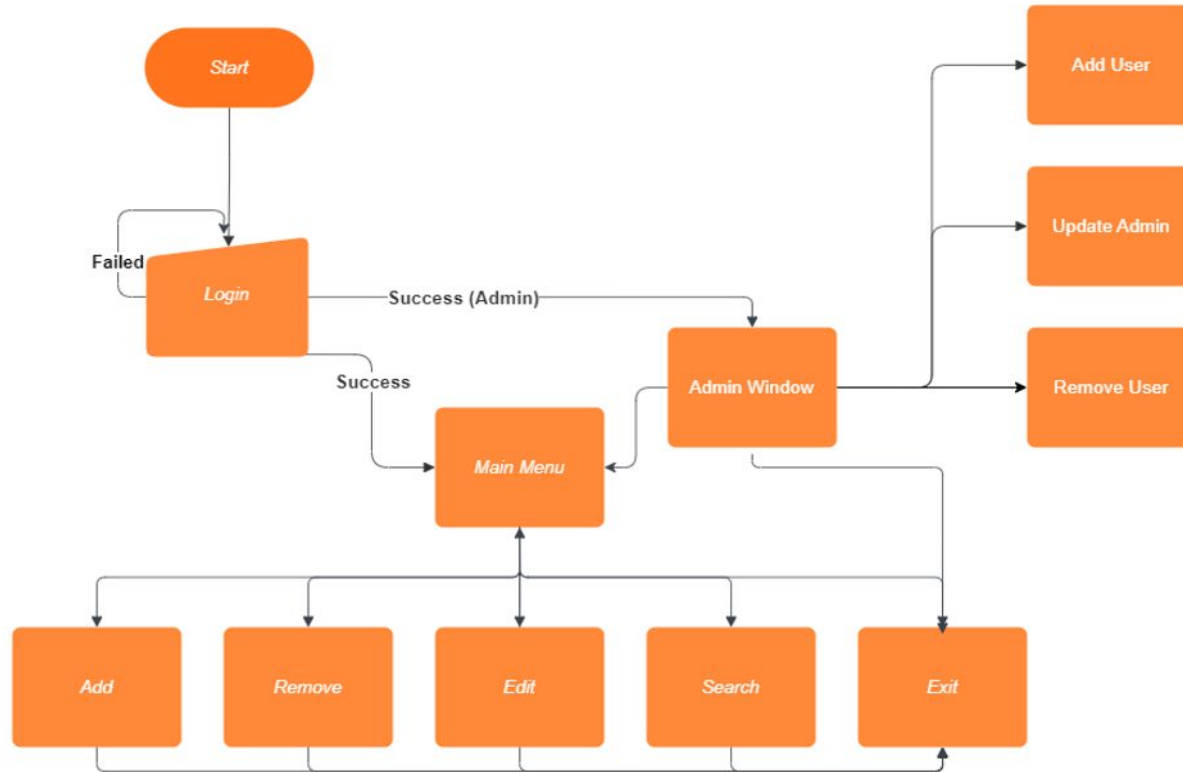 Start
Add User
Update Admin
Failed
Login
Success (Admin)
Success
Admin Window
Remove User
Main Menu
Add
Remove
Edit
Search
Exit